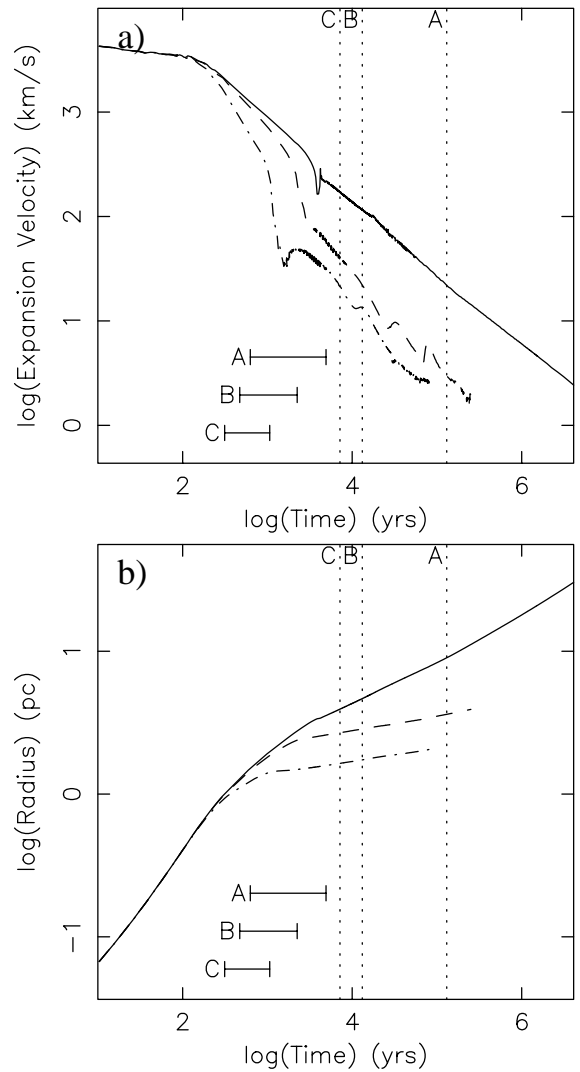 a)
C B A
log(Expansion Velocity) (km/s)
3
2
1
0
A
B
C
2 4 6
log(Time) (yrs)
b)
C B A
log(Radius) (pc)
1
0
−1
A
B
C
2 4 6
log(Time) (yrs)